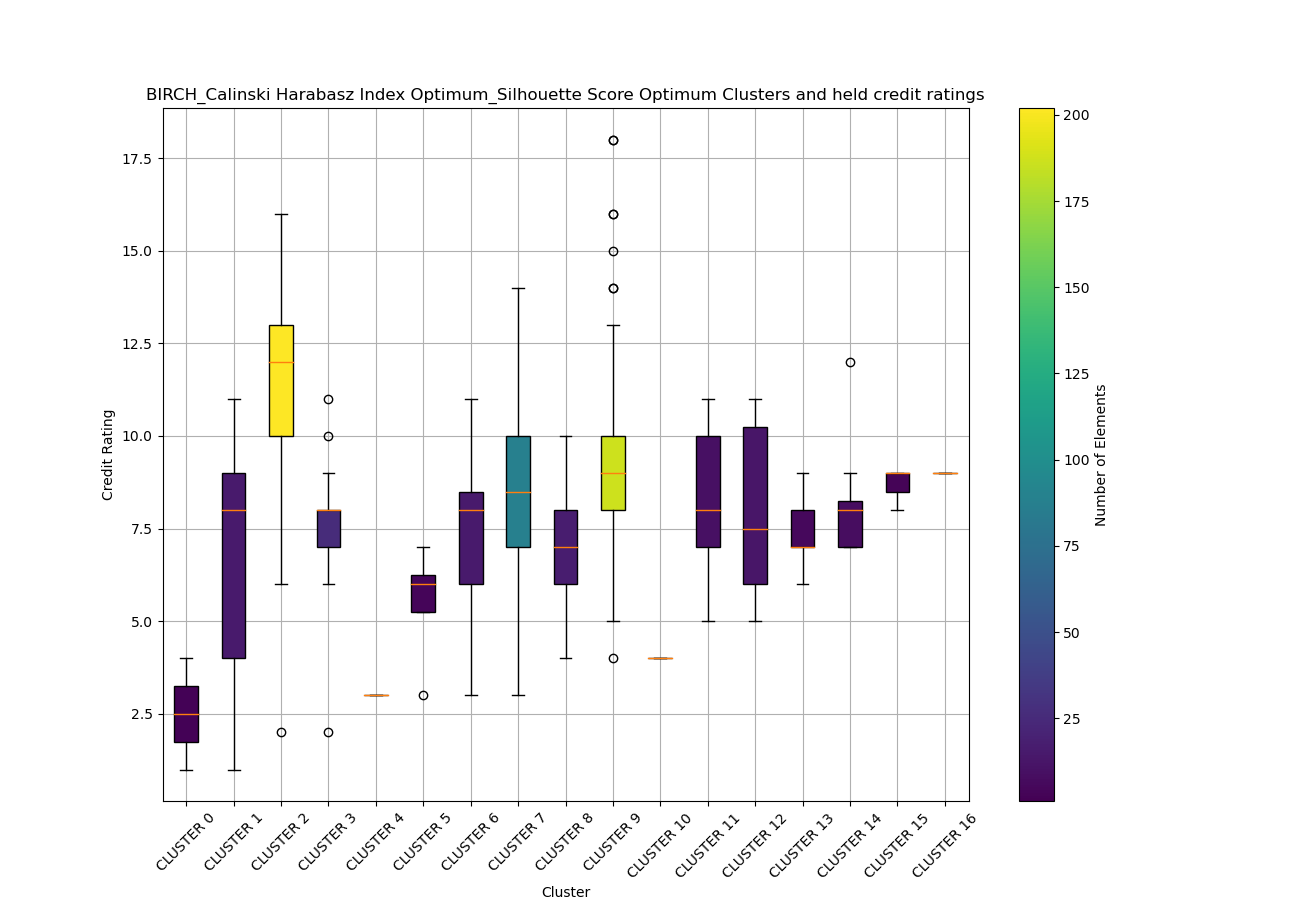 BIRCH_Calinski Harabasz Index Optimum_Silhouette Score Optimum Clusters and held credit ratings
17.5
15.0
12.5
10.0
7.5
5.0
2.5
Credit Rating
CLUSTER 0
CLUSTER 1
CLUSTER 2
CLUSTER 3
CLUSTER 4
CLUSTER 5
CLUSTER 6
CLUSTER 7
CLUSTER 8
CLUSTER 9
CLUSTER 10
CLUSTER 11
CLUSTER 12
CLUSTER 13
CLUSTER 14
CLUSTER 15
CLUSTER 16
Cluster
200
175
150
125
100
75
50
25
Number of Elements